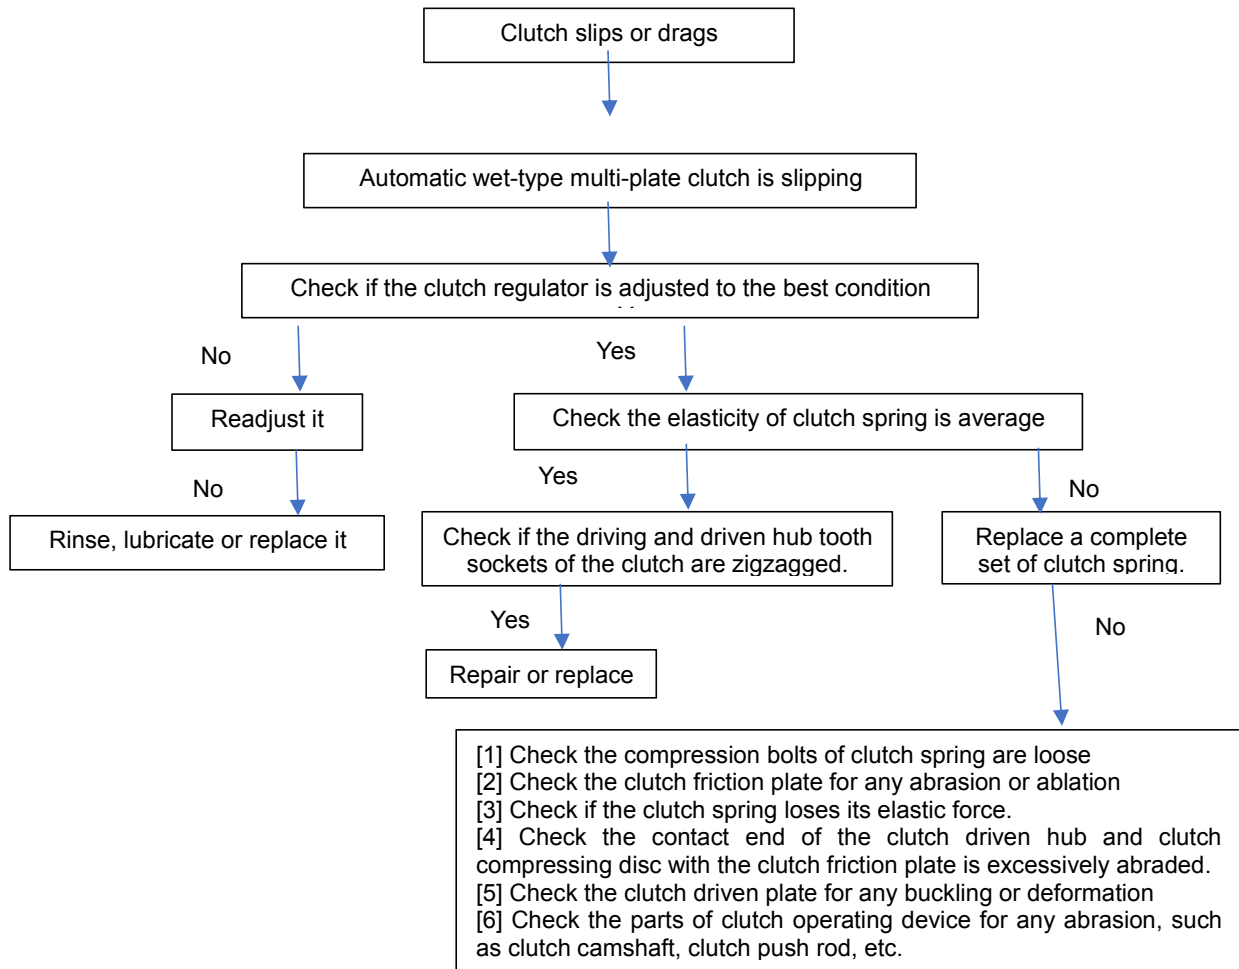 Clutch slips or drags
Automatic wet-type multi-plate clutch is slipping
Check if the clutch regulator is adjusted to the best condition
No
Yes
Readjust it
Check the elasticity of clutch spring is average
No
Yes
No
Rinse, lubricate or replace it
Check if the driving and driven hub tooth
sockets of the clutch are zigzagged.
Replace a complete
set of clutch spring.
Yes
No
Repair or replace
[1] Check the compression bolts of clutch spring are loose
[2] Check the clutch friction plate for any abrasion or ablation
[3] Check if the clutch spring loses its elastic force.
[4] Check the contact end of the clutch driven hub and clutch
compressing disc with the clutch friction plate is excessively abraded.
[5] Check the clutch driven plate for any buckling or deformation
[6] Check the parts of clutch operating device for any abrasion, such
as clutch camshaft, clutch push rod, etc.